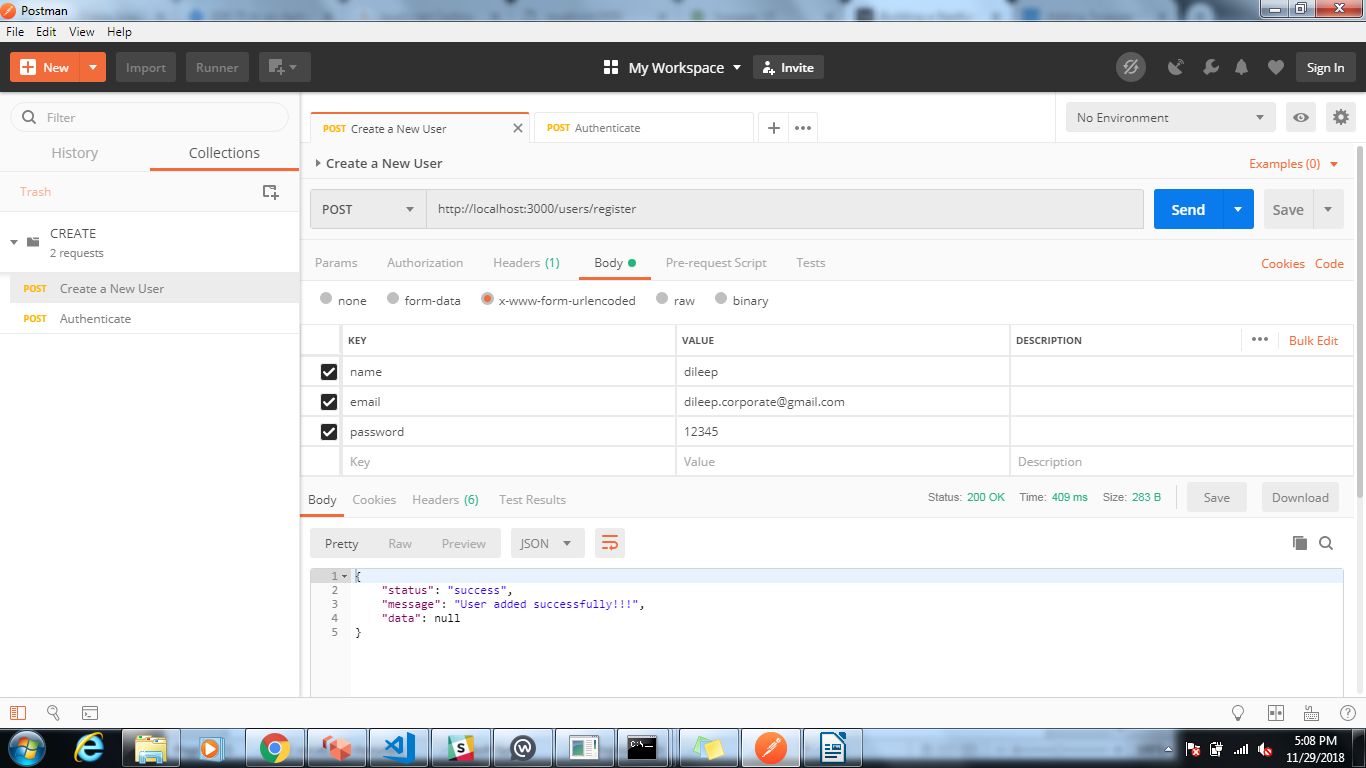 Postman
File Edit View Help
New Import Runner My Workspace Invite Sign In
Filter
History Collections
Trash
CREATE
2 requests
POST Create a New User
POST Authenticate
POST Create a New User POST Authenticate
No Environment
Create a New User Examples (0)
POST http://localhost:3000/users/register Send Save
Params Authorization Headers (1) Body Pre-request Script Tests Cookies Code
none form-data x-www-form-urlencoded raw binary
KEY VALUE DESCRIPTION Bulk Edit
name dileep
email dileep.corporate@gmail.com
password 12345
Key Value Description
Body Cookies Headers (6) Test Results Status: 200 OK Time: 409 ms Size: 283 B Save Download
Pretty Raw Preview JSON
1 {
2 "status": "success",
3 "message": "User added successfully!!!",
4 "data": null
5 }
5:08 PM
11/29/2018